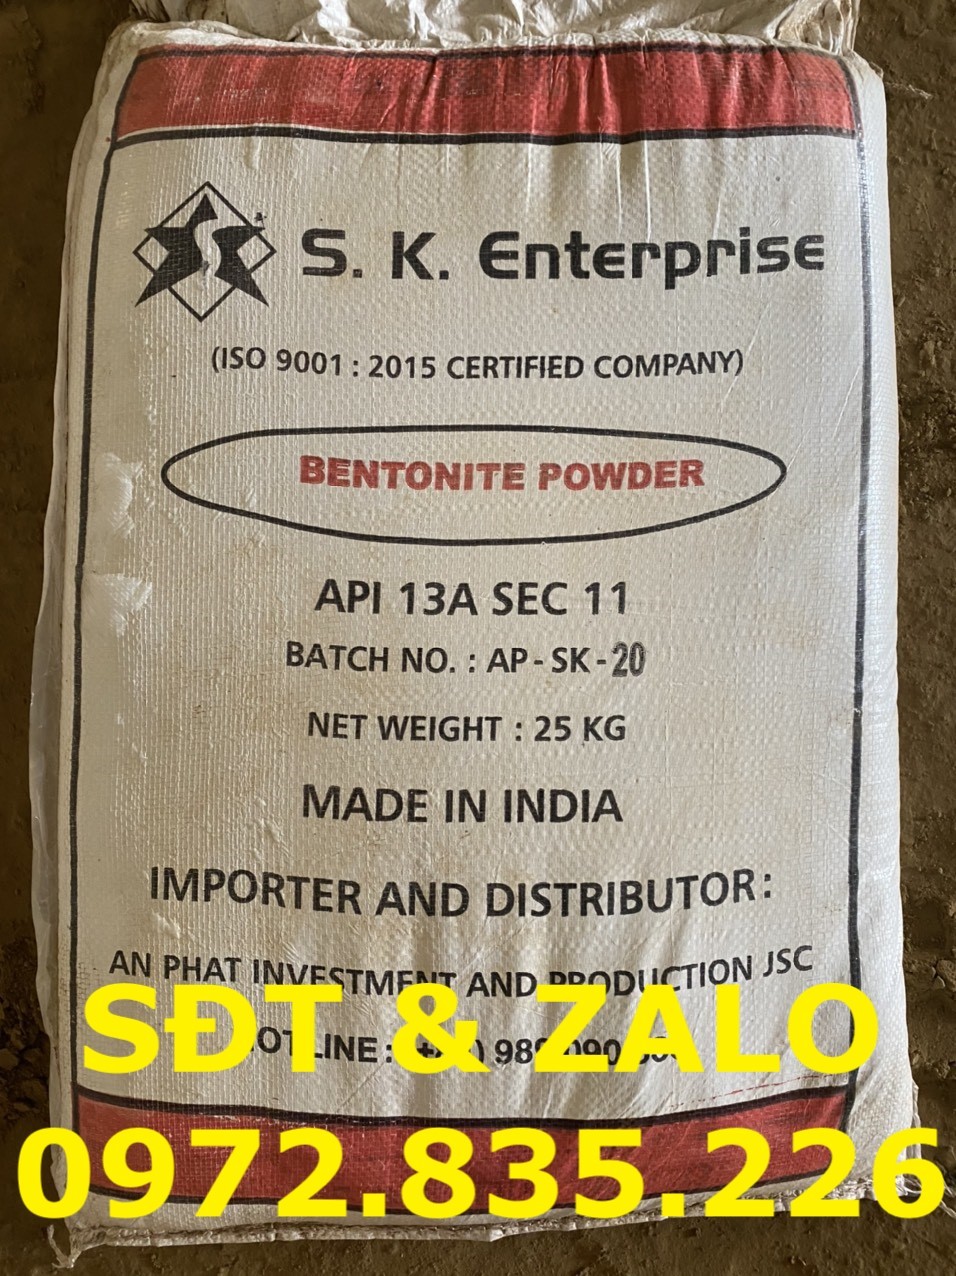 S. K. Enterprise
(ISO 9001 : 2015 CERTIFIED COMPANY)
BENTONITE POWDER
API 13A SEC 11
BATCH NO. : AP - SK - 20
NET WEIGHT : 25 KG
MADE IN INDIA
IMPORTER AND DISTRIBUTOR:
AN PHAT INVESTMENT AND PRODUCTION JSC
SĐT & ZALO
0972.835.226